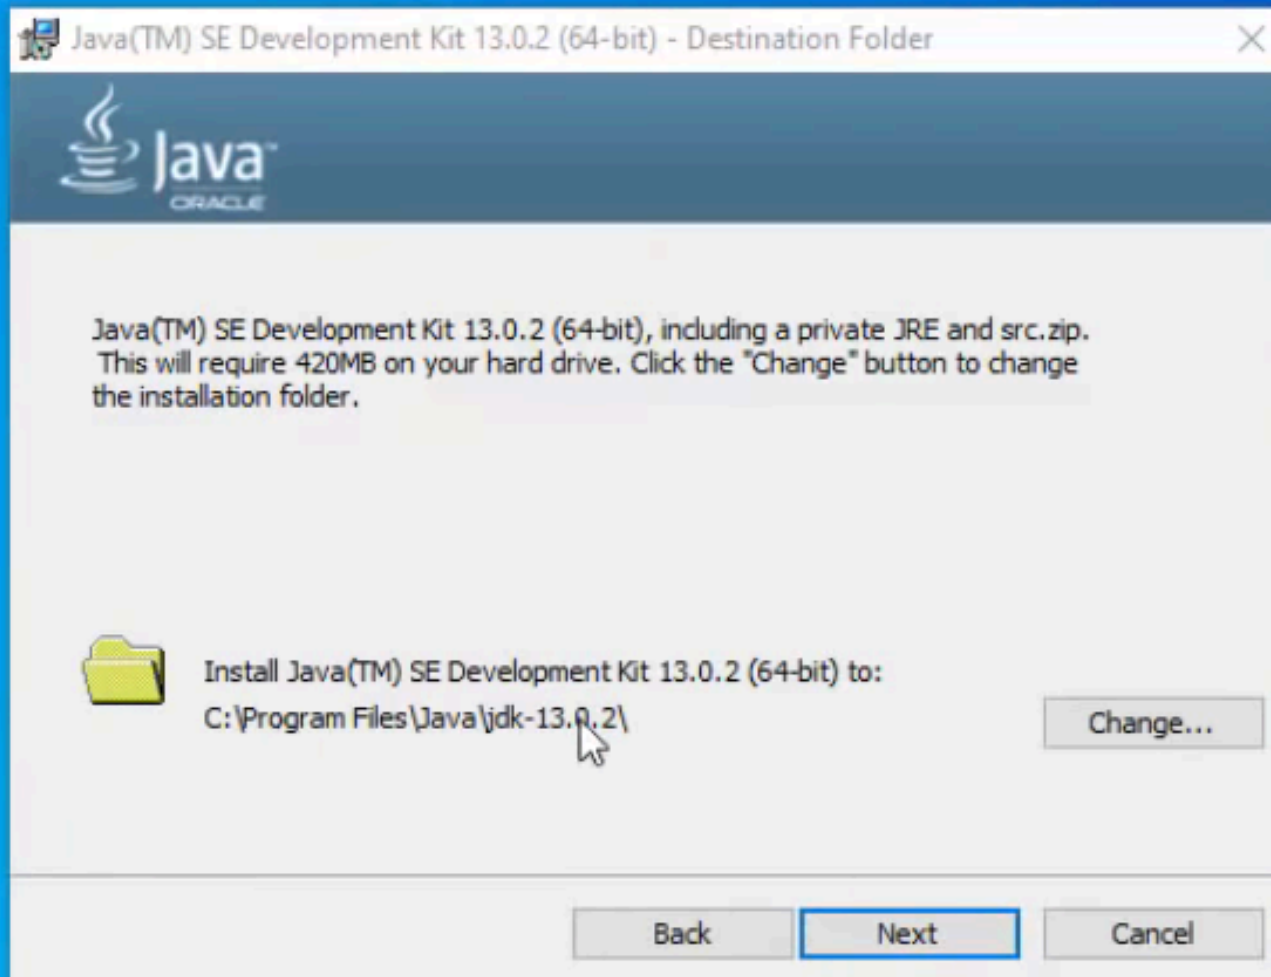 Java(TM) SE Development Kit 13.0.2 (64-bit) - Destination Folder
Java™
ORACLE
Java(TM) SE Development Kit 13.0.2 (64-bit), including a private JRE and src.zip.
This will require 420MB on your hard drive. Click the "Change" button to change
the installation folder.
Install Java(TM) SE Development Kit 13.0.2 (64-bit) to:
C:\Program Files\Java\jdk-13.0.2\
Change...
Back
Next
Cancel